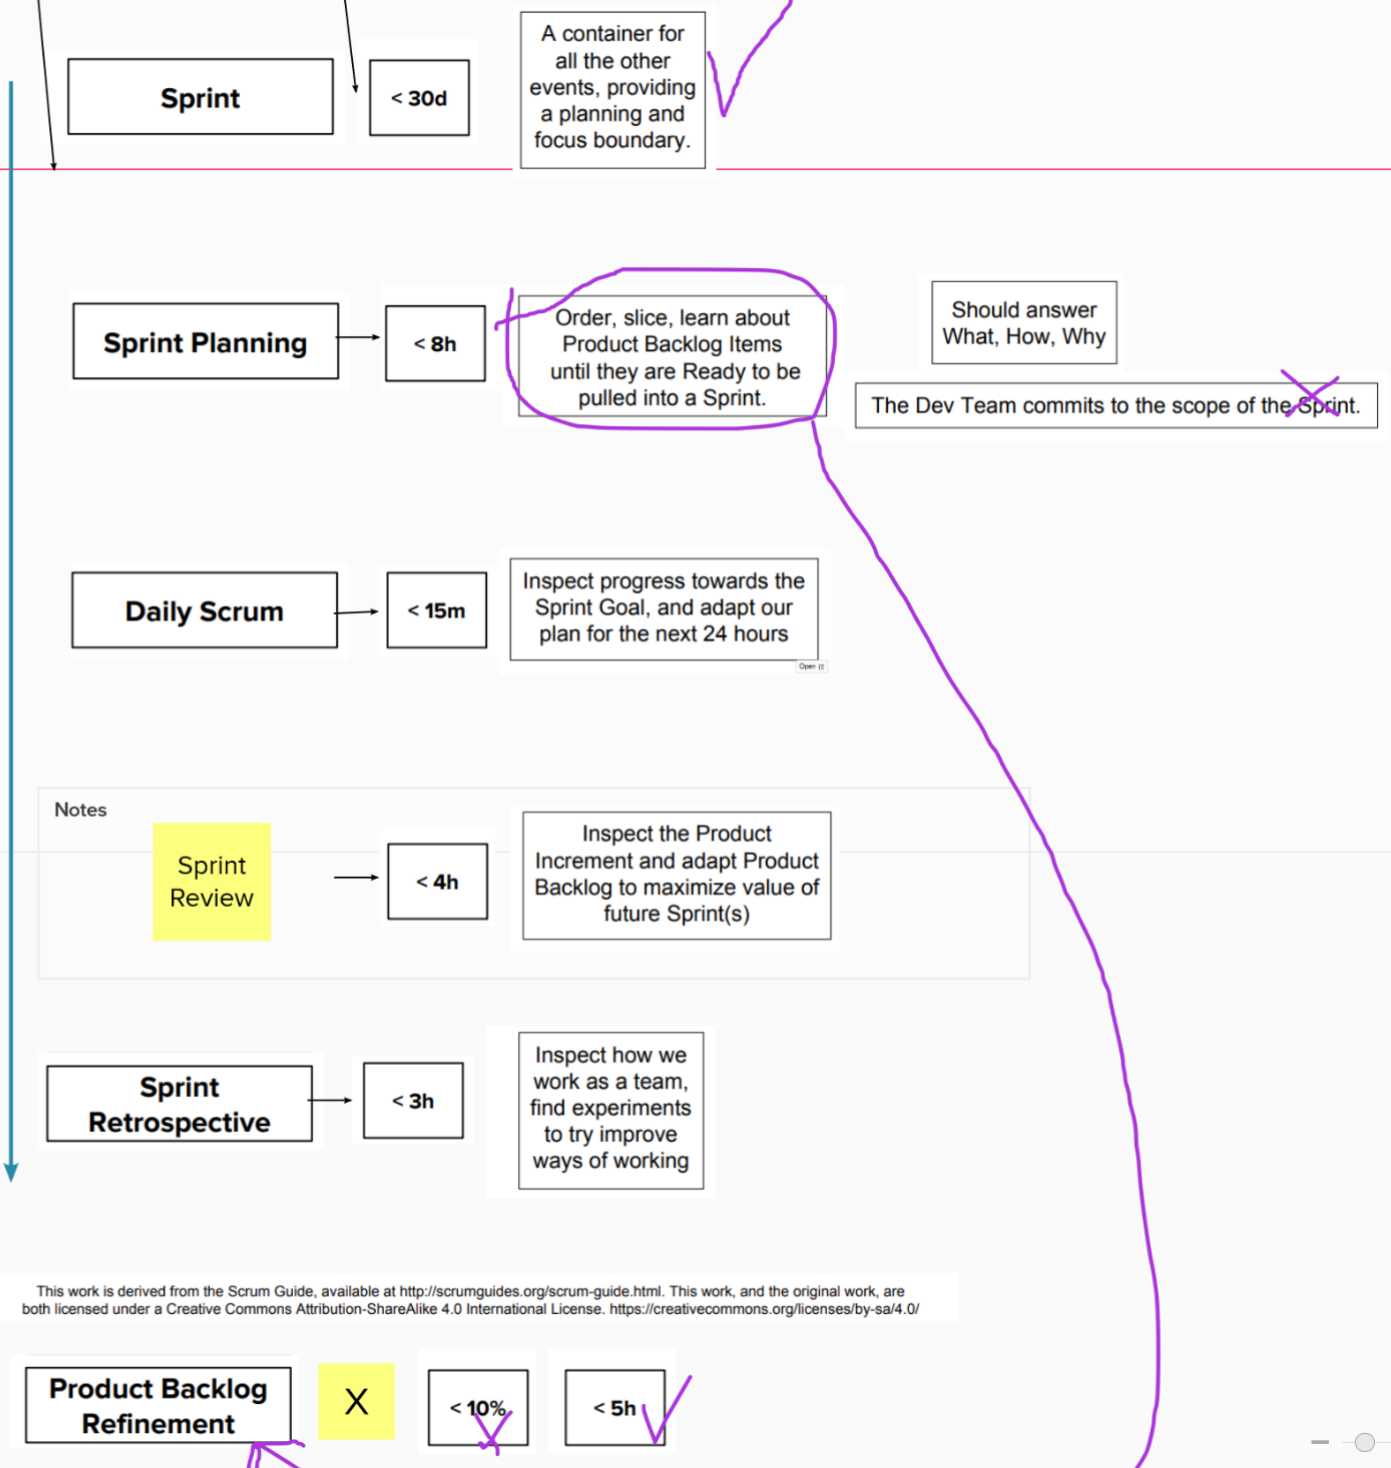 Sprint
< 30d
A container for
all the other
events, providing
a planning and
focus boundary.
Sprint Planning
< 8h
Order, slice, learn about
Product Backlog Items
until they are Ready to be
pulled into a Sprint.
Should answer
What, How, Why
The Dev Team commits to the scope of the Sprint.
Daily Scrum
< 15m
Inspect progress towards the
Sprint Goal, and adapt our
plan for the next 24 hours
Open
Notes
Sprint
Review
< 4h
Inspect the Product
Increment and adapt Product
Backlog to maximize value of
future Sprint(s)
Sprint
Retrospective
< 3h
Inspect how we
work as a team,
find experiments
to try improve
ways of working
This work is derived from the Scrum Guide, available at http://scrumguides.org/scrum-guide.html. This work, and the original work, are
both licensed under a Creative Commons Attribution-ShareAlike 4.0 International License. https://creativecommons.org/licenses/by-sa/4.0/
Product Backlog
Refinement
X
< 10%
< 5h